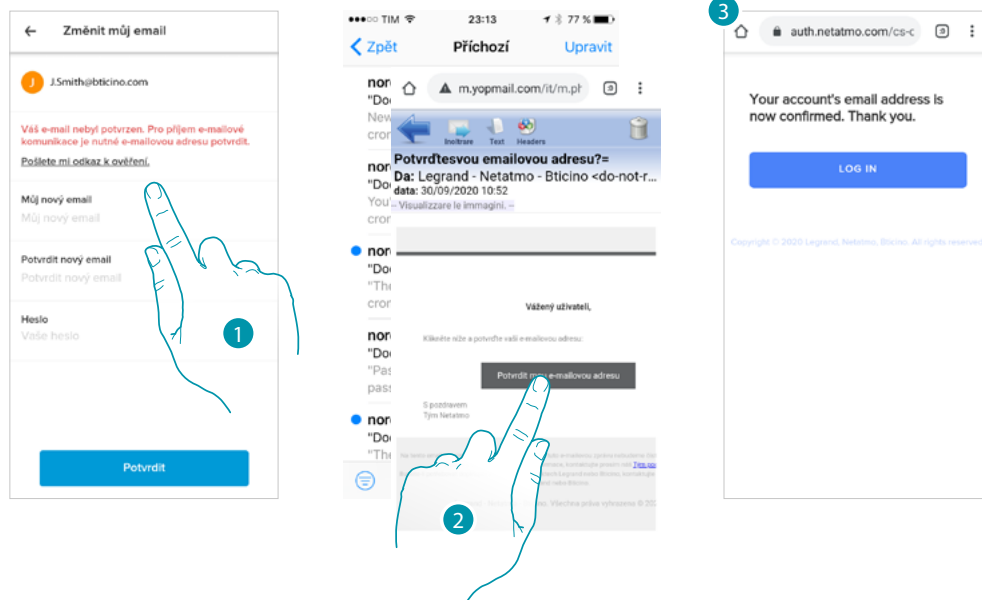 Změnit můj email
J
J.Smith@bticino.com
Váš e-mail nebyl potvrzen. Pro příjem e-mailové
komunikace je nutné e-mailovou adresu potvrdit.
Pošlete mi odkaz k ověření.
Můj nový email
Můj nový email
Potvrdit nový email
Potvrdit nový email
Heslo
Vaše heslo
1
Potvrdit
TIM
23:13
77 %
Zpět
Příchozí
Upravit
m.yopmail.com/it/m.ph
Inoltrare Text Headers
Potvrďtesvou emailovou adresu?=
Da: Legrand - Netatmo - Bticino <do-not-r...
data: 30/09/2020 10:52
-- Visualizzare le immagini. --
Vážený uživateli,
Klikněte níže a potvrďte vaši e-mailovou adresu:
Potvrdit mou e-mailovou adresu
S pozdravem
Tým Netatmo
2
3
auth.netatmo.com/cs-c
Your account's email address is
now confirmed. Thank you.
LOG IN
Copyright © 2020 Legrand, Netatmo, Bticino. All rights reserved